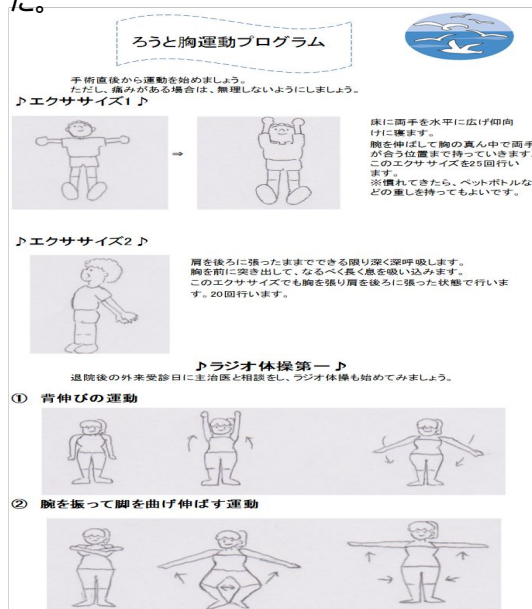 た。
ろうと胸運動プログラム
手術直後から運動を始めましょう。
ただし、痛みがある場合は、無理しないようにしましょう。
♪エクササイズ1 ♪
⇒
床に両手を水平に広げ仰向
けに寝ます。
腕を伸ばして胸の真ん中で両手
が合う位置まで持っていきます。
このエクササイズを25回行い
ます。
※慣れてきたら、ペットボトルな
どの重しを持ってもよいです。
♪エクササイズ2 ♪
肩を後ろに張ったままでできる限り深く深呼吸します。
胸を前に突き出して、なるべく長く息を吸い込みます。
このエクササイズでも胸を張り肩を後ろに張った状態で行いま
す。20回行います。
♪ラジオ体操第一♪
退院後の外来受診日に主治医と相談をし、ラジオ体操も始めてみましょう。
① 背伸びの運動
② 腕を振って脚を曲げ伸ばす運動